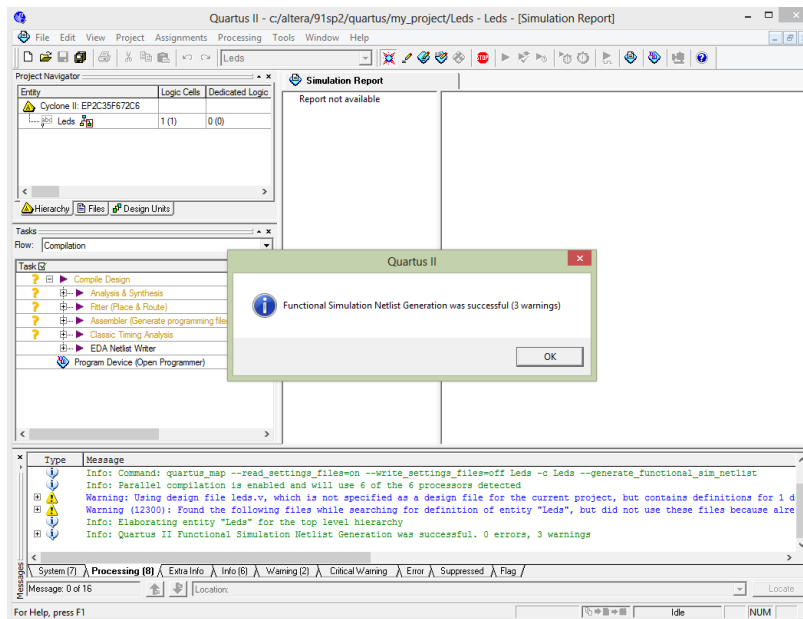 Quartus II - c:/altera/91sp2/quartus/my_project/Leds - Leds - [Simulation Report]
File Edit View Project Assignments Processing Tools Window Help
Leds
STOP
Project Navigator
Entity Logic Cells Dedicated Logic
Cyclone II: EP2C35F672C6
abd Leds 1 (1) 0 (0)
Hierarchy Files Design Units
Simulation Report
Report not available
Tasks
Flow: Compilation
Task
Compile Design
Analysis & Synthesis
Fitter (Place & Route)
Assembler (Generate programming file
Classic Timing Analysis
EDA Netlist Writer
Program Device (Open Programmer)
Quartus II
Functional Simulation Netlist Generation was successful (3 warnings)
OK
Type Message
Info: Command: quartus_map --read_settings_files=on --write_settings_files=off Leds -c Leds --generate_functional_sim_netlist
Info: Parallel compilation is enabled and will use 6 of the 6 processors detected
Warning: Using design file leds.v, which is not specified as a design file for the current project, but contains definitions for 1 d
Warning (12300): Found the following files while searching for definition of entity "Leds", but did not use these files because alre
Info: Elaborating entity "Leds" for the top level hierarchy
Info: Quartus II Functional Simulation Netlist Generation was successful. 0 errors, 3 warnings
System (7) Processing (8) Extra Info Info (6) Warning (2) Critical Warning Error Suppressed Flag
Messages
Message: 0 of 16 Location: Locate
For Help, press F1 Idle NUM